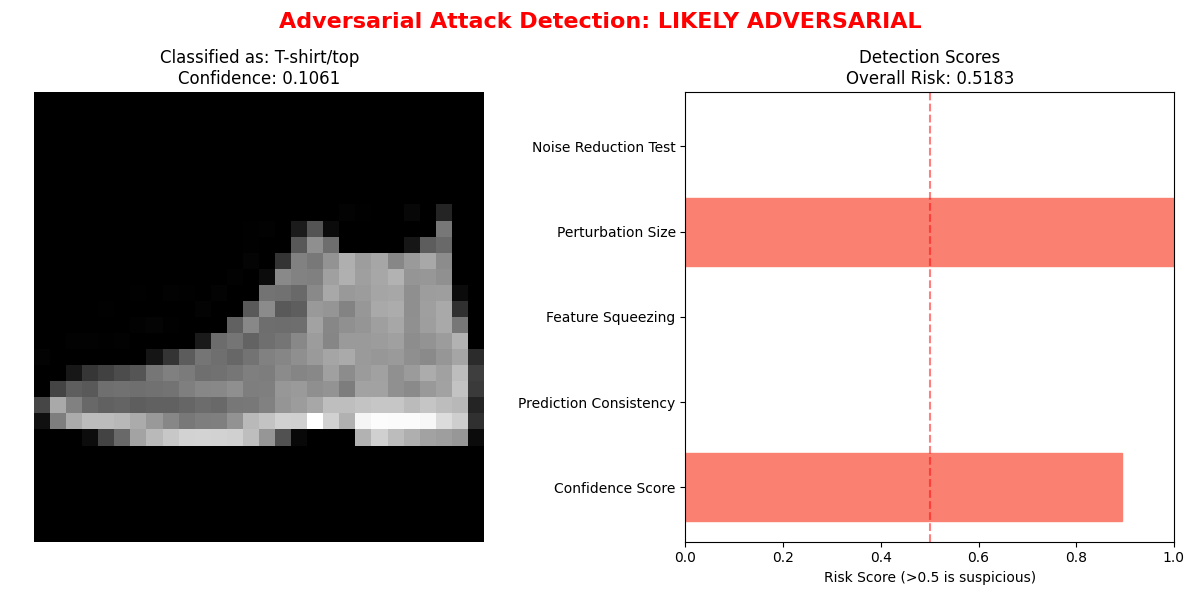 Adversarial Attack Detection: LIKELY ADVERSARIAL
Classified as: T-shirt/top
Confidence: 0.1061
Detection Scores
Overall Risk: 0.5183
Noise Reduction Test
Perturbation Size
Feature Squeezing
Prediction Consistency
Confidence Score
0.0 0.2 0.4 0.6 0.8 1.0
Risk Score (>0.5 is suspicious)